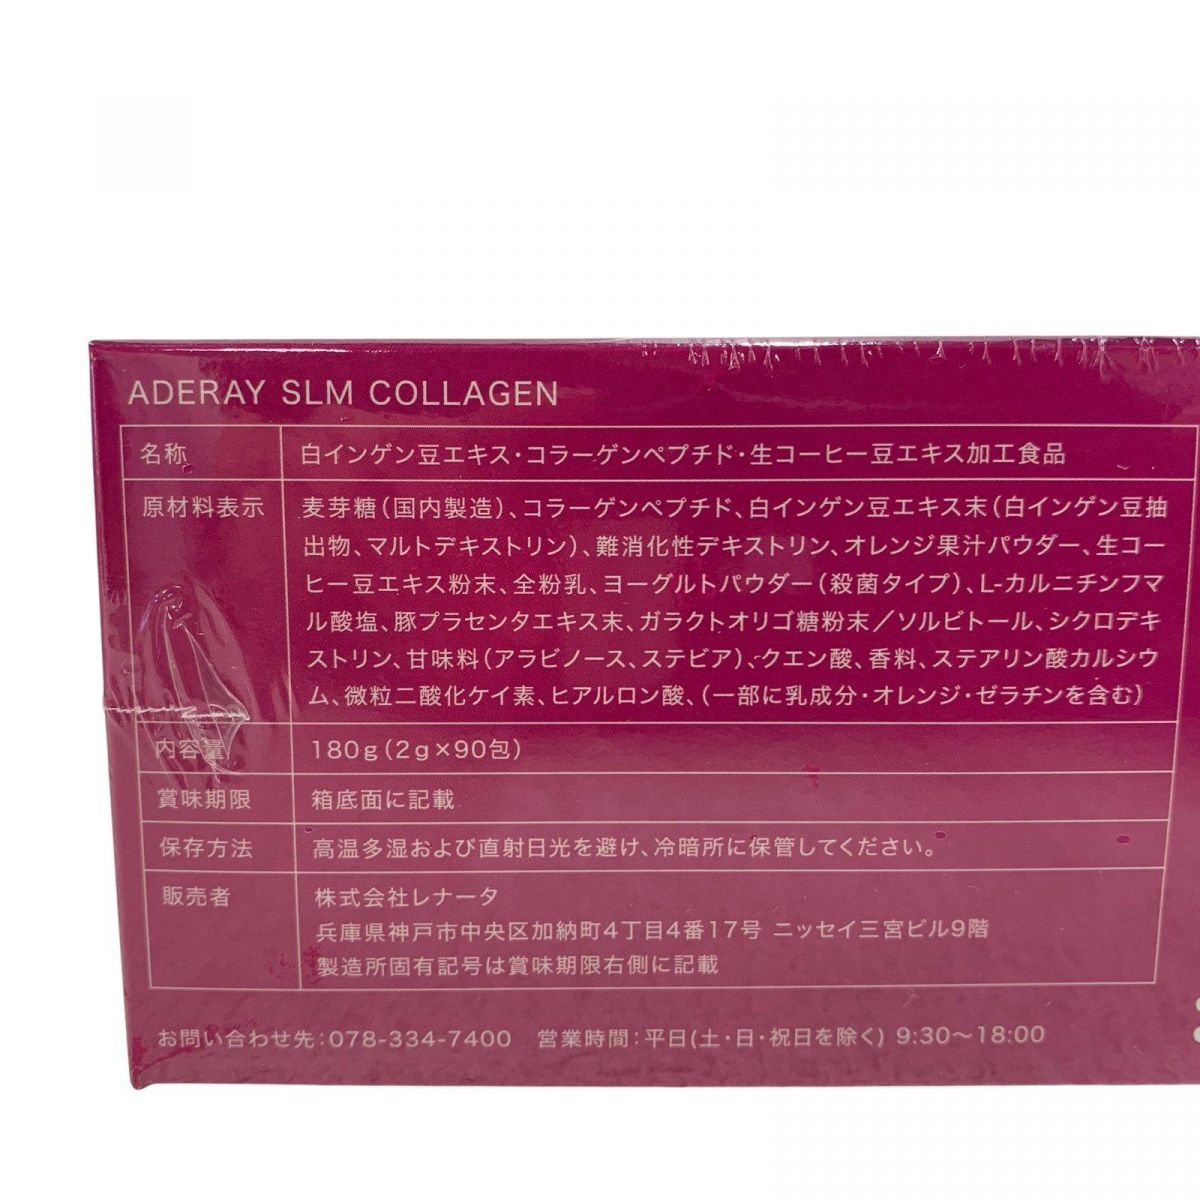 ADERAY SLM COLLAGEN
名称 白インゲン豆エキス・コラーゲンペプチド・生コーヒー豆エキス加工食品
原材料表示 麦芽糖（国内製造）、コラーゲンペプチド、白インゲン豆エキス末（白インゲン豆抽
出物、マルトデキストリン）、難消化性デキストリン、オレンジ果汁パウダー、生コー
ヒー豆エキス粉末、全粉乳、ヨーグルトパウダー（殺菌タイプ）、L-カルニチンフマ
ル酸塩、豚プラセンタエキス末、ガラクトオリゴ糖粉末／ソルビトール、シクロデキ
ストリン、甘味料（アラビノース、ステビア）、クエン酸、香料、ステアリン酸カルシウ
ム、微粒二酸化ケイ素、ヒアルロン酸、（一部に乳成分・オレンジ・ゼラチンを含む）
内容量 180g（2g×90包）
賞味期限 箱底面に記載
保存方法 高温多湿および直射日光を避け、冷暗所に保管してください。
販売者 株式会社レナータ
兵庫県神戸市中央区加納町4丁目4番17号 ニッセイ三宮ビル9階
製造所固有記号は賞味期限右側に記載
お問い合わせ先：078-334-7400 営業時間：平日(土・日・祝日を除く) 9:30〜18:00